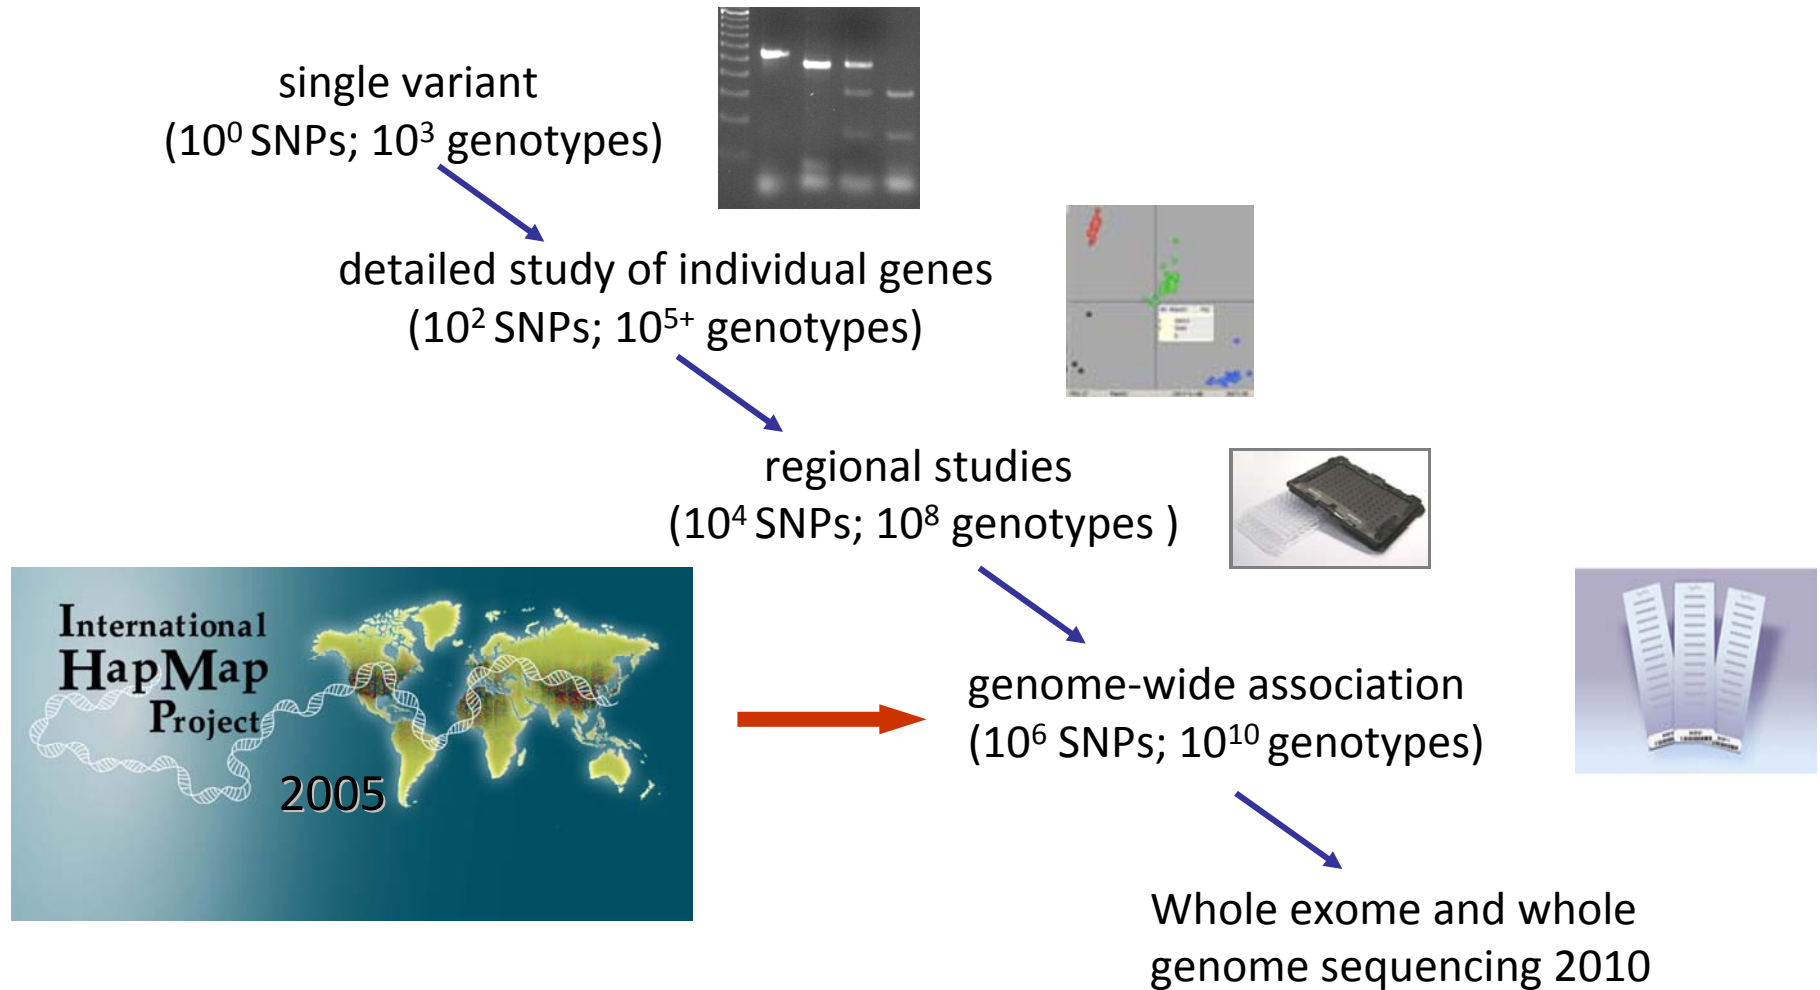 single variant
(10⁰ SNPs; 10³ genotypes)
detailed study of individual genes
(10² SNPs; 10⁵⁺ genotypes)
regional studies
(10⁴ SNPs; 10⁸ genotypes )
International
HapMap
Project
2005
genome-wide association
(10⁶ SNPs; 10¹⁰ genotypes)
Whole exome and whole
genome sequencing 2010